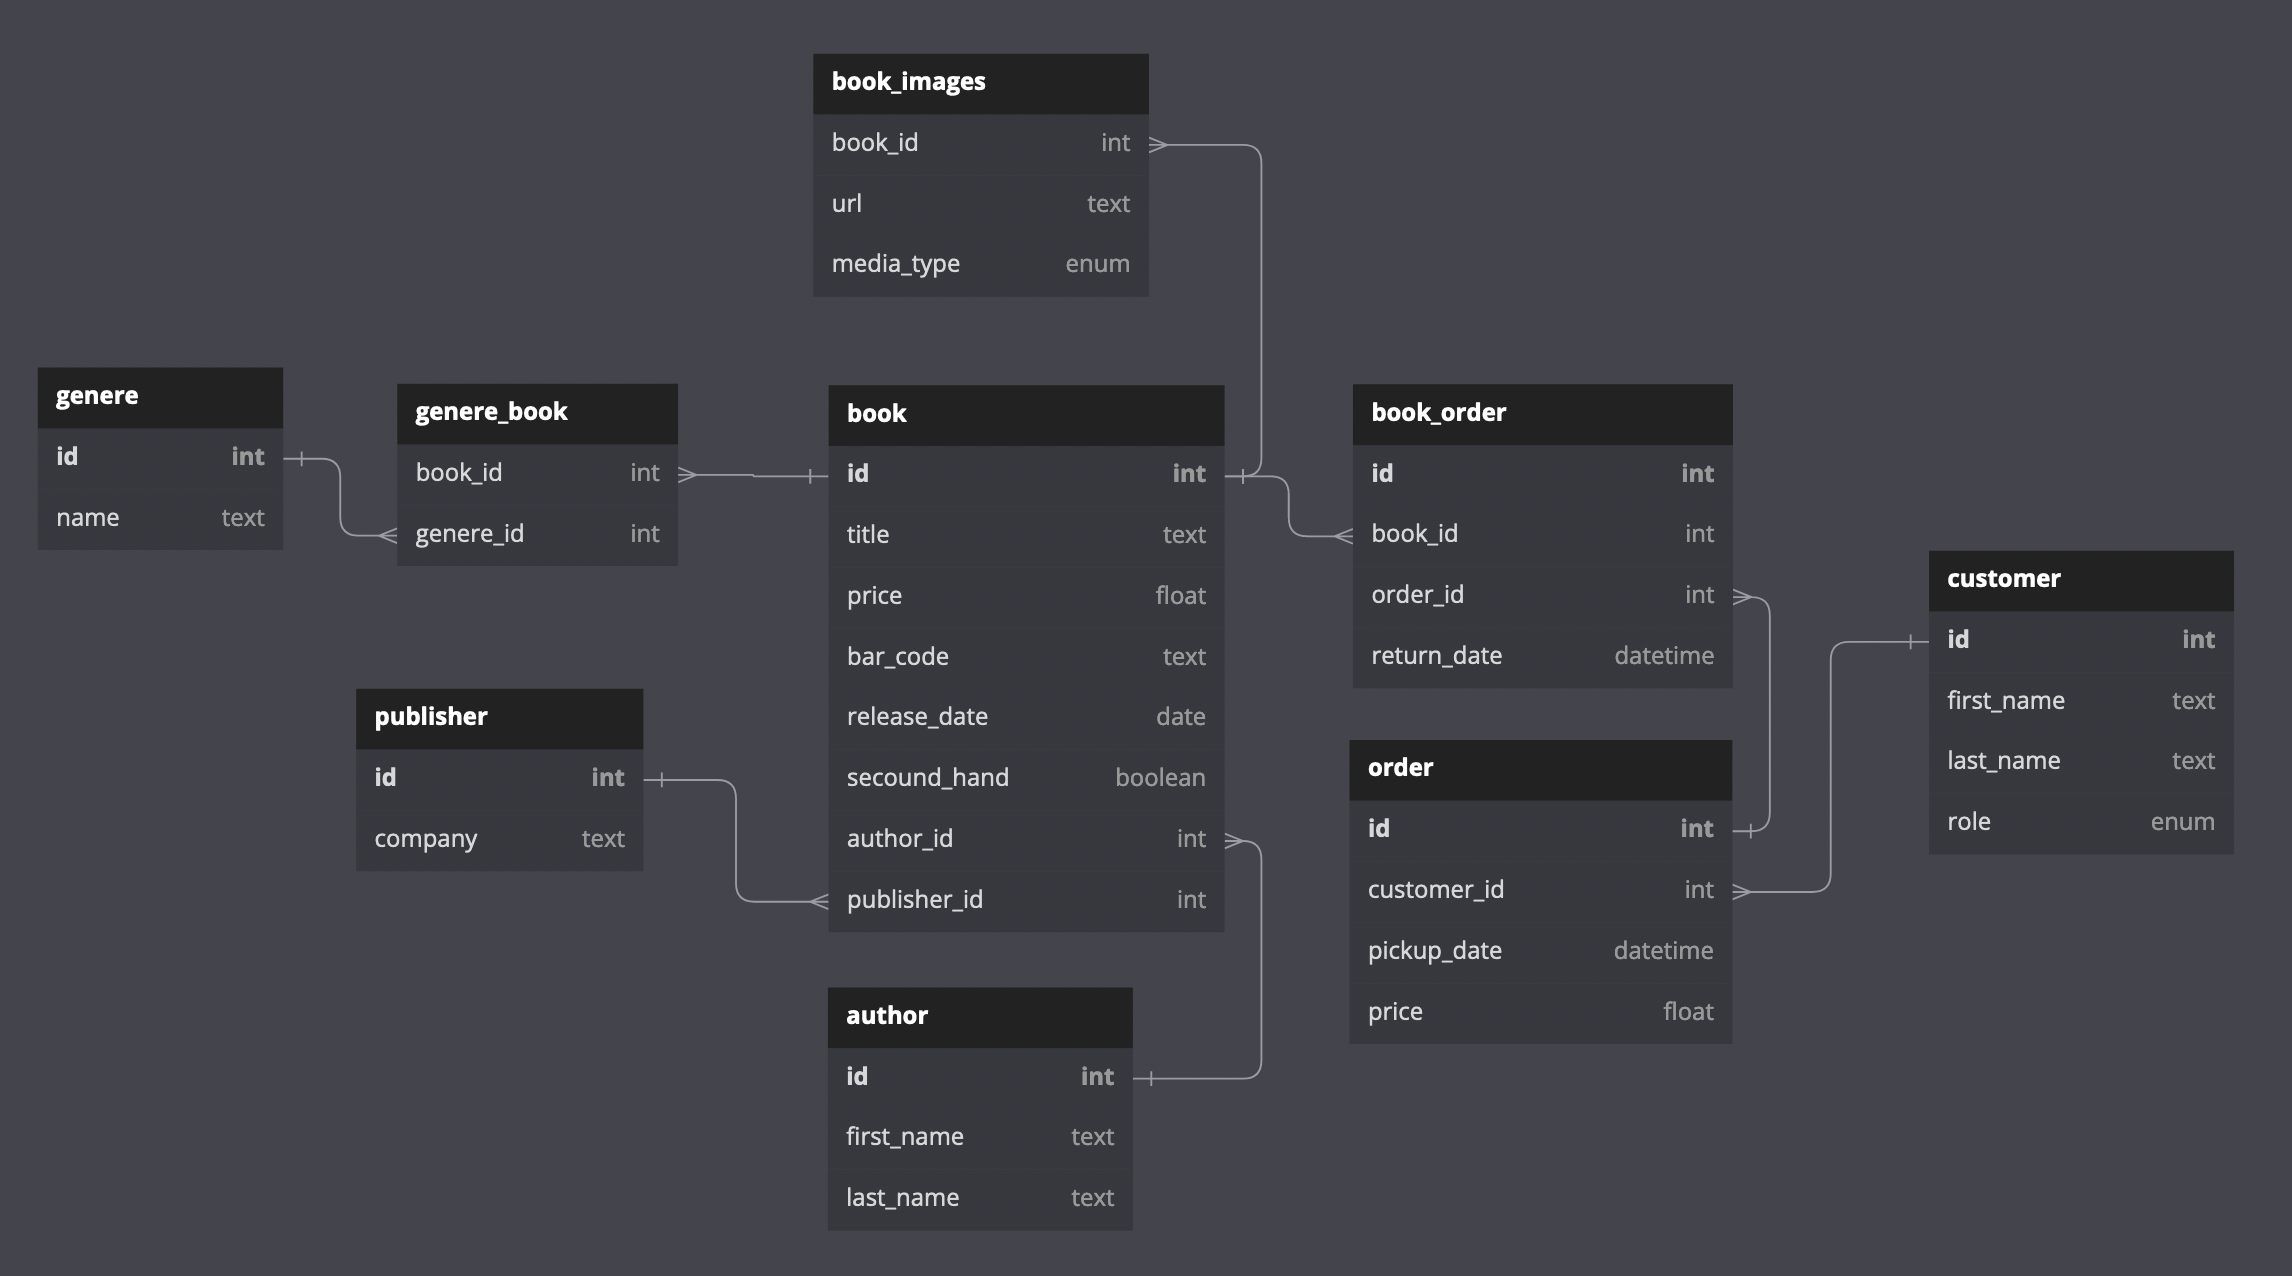 book_images
book_id int
url text
media_type enum
genere
id int
name text
genere_book
book_id int
genere_id int
book
id int
title text
price float
bar_code text
release_date date
secound_hand boolean
author_id int
publisher_id int
book_order
id int
book_id int
order_id int
return_date datetime
customer
id int
first_name text
last_name text
role enum
publisher
id int
company text
order
id int
customer_id int
pickup_date datetime
price float
author
id int
first_name text
last_name text